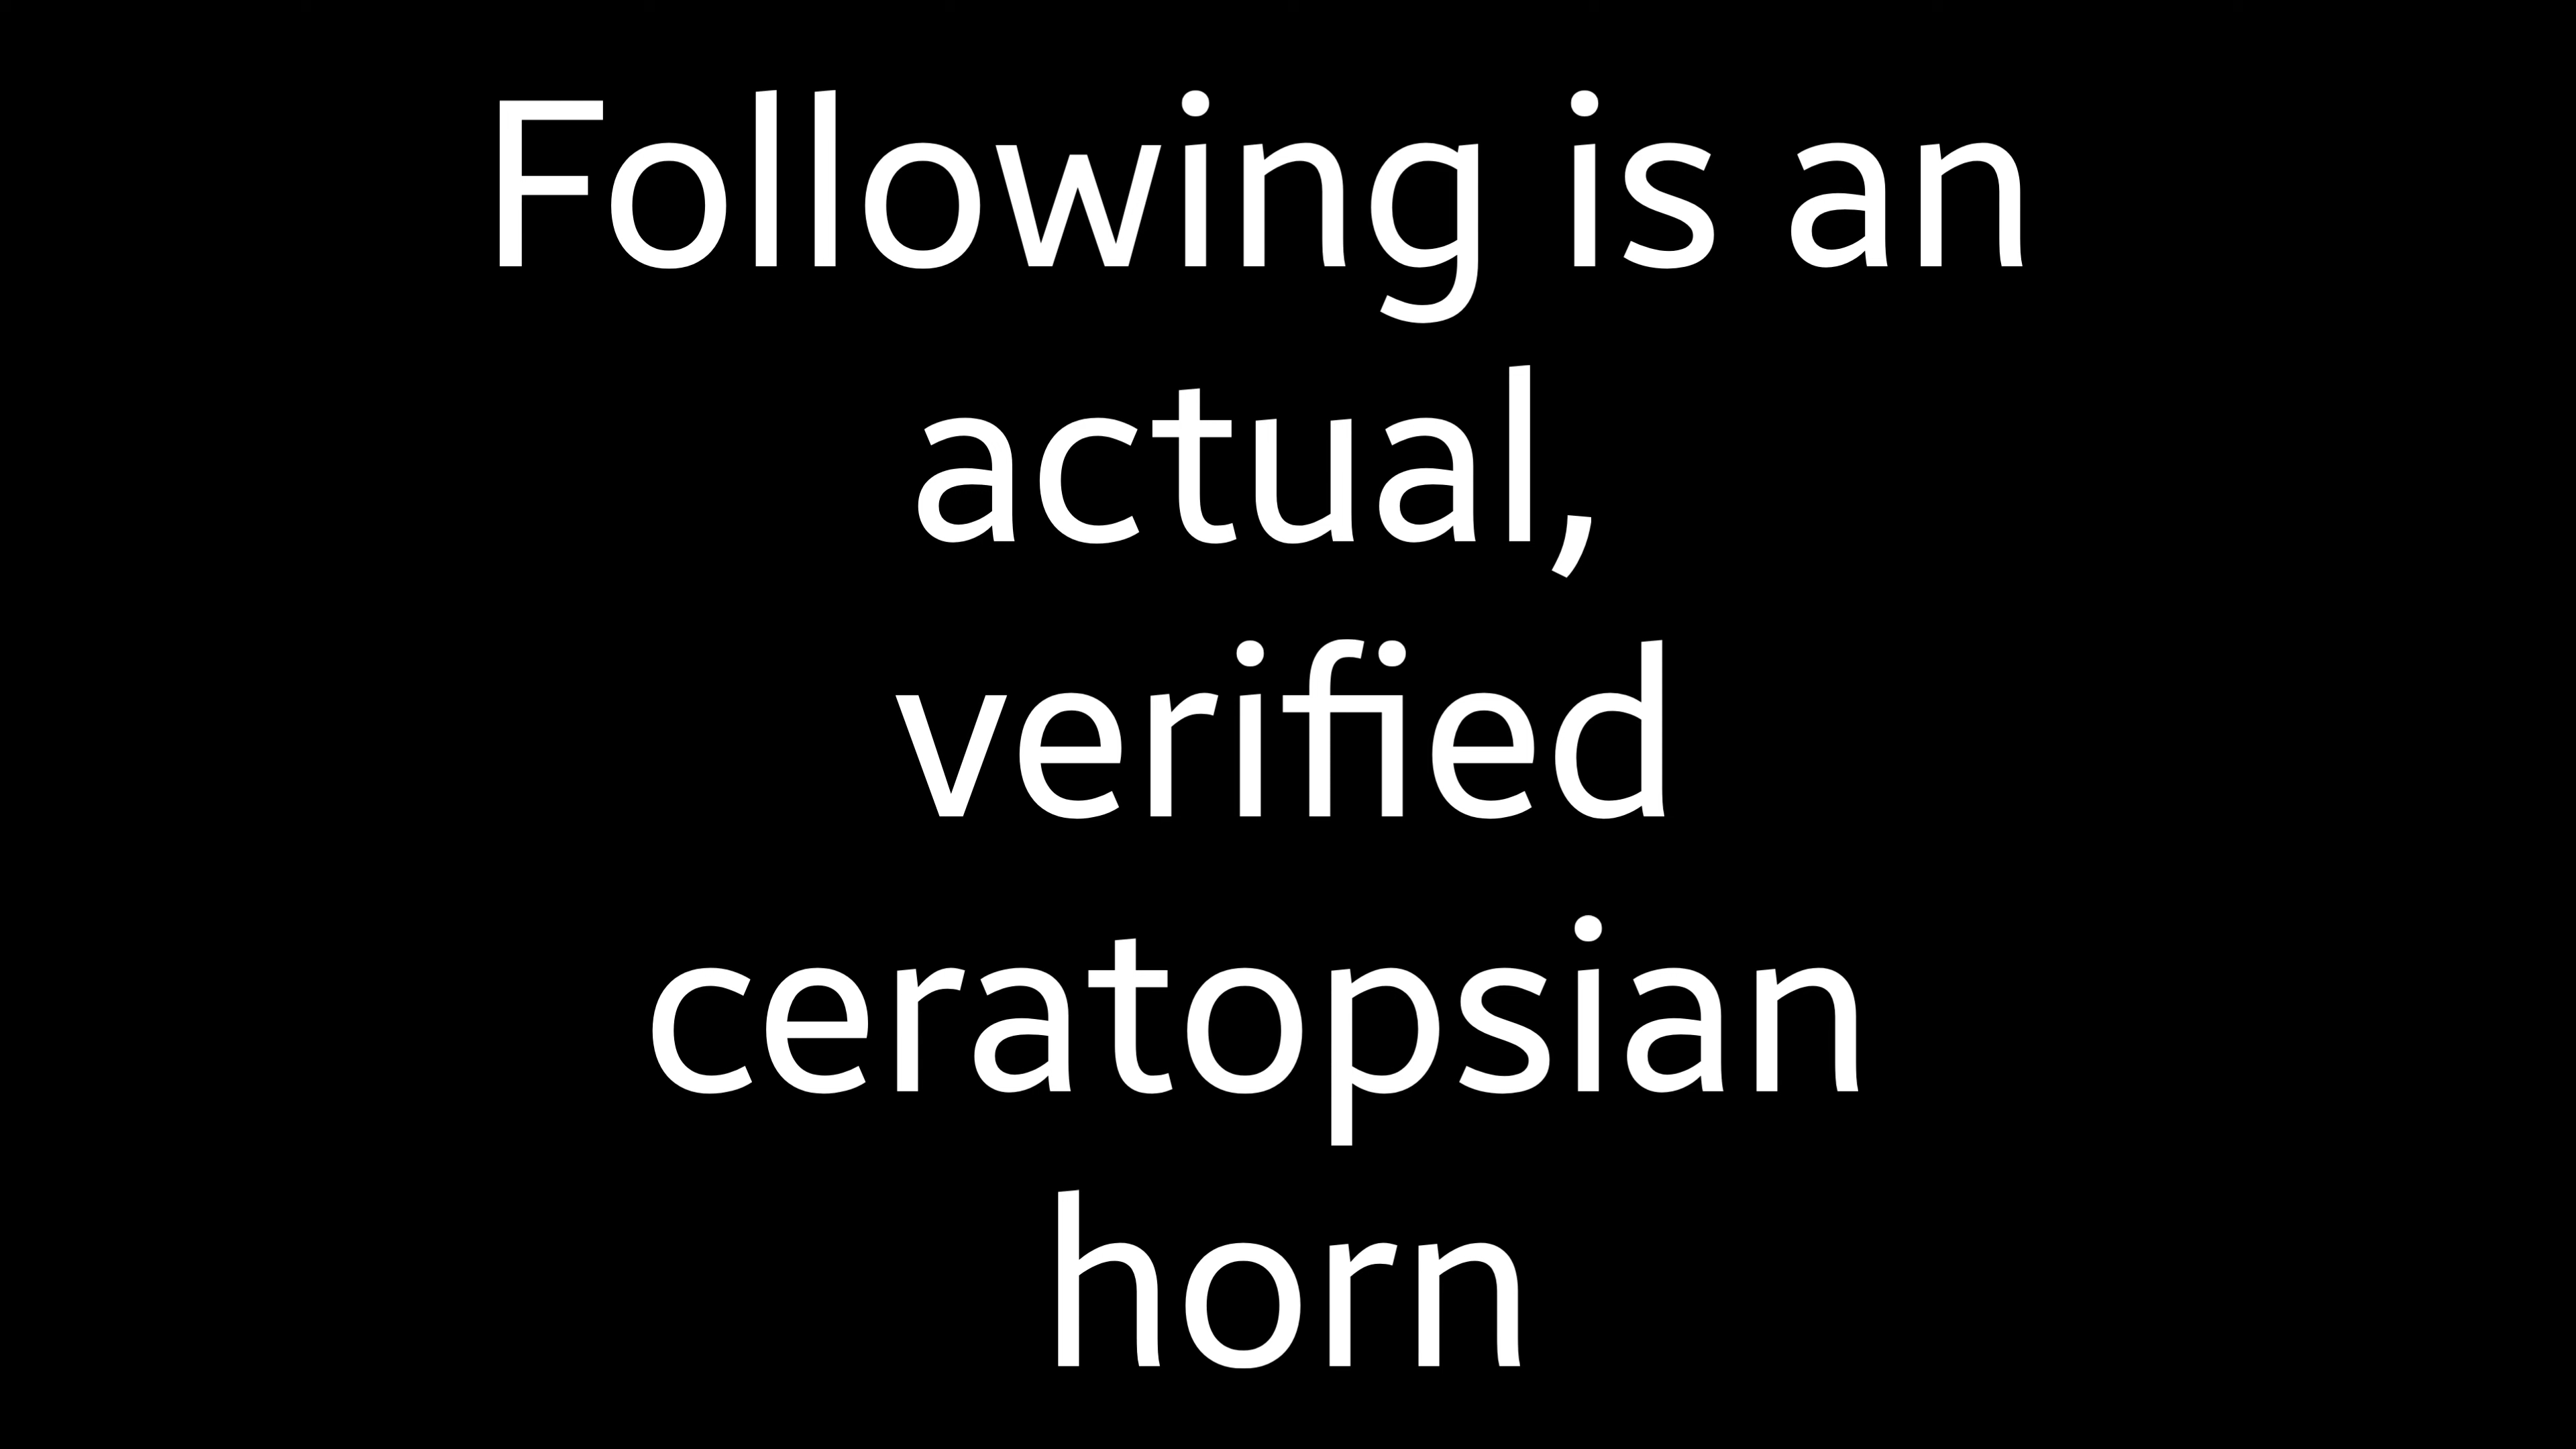 Following is an
actual,
verified
ceratopsian
horn